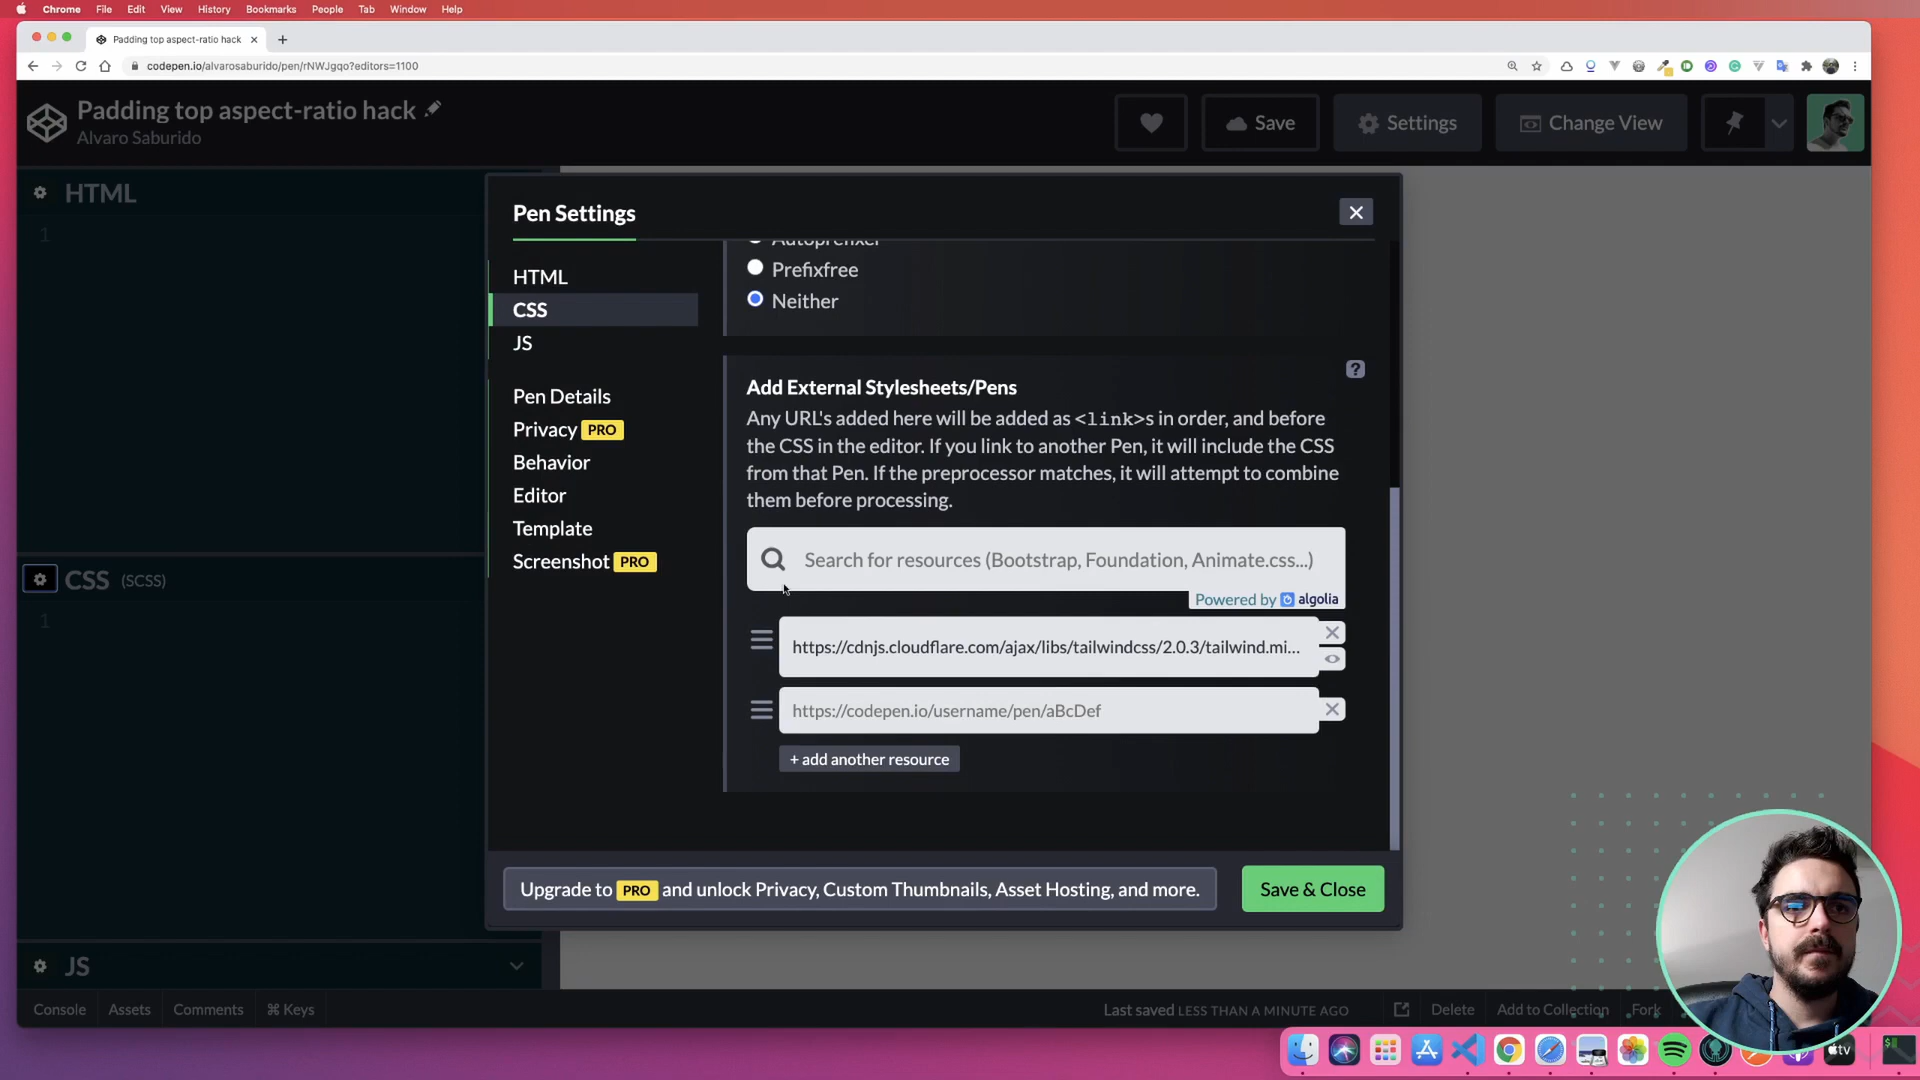 Chrome File Edit View History Bookmarks People Tab Window Help
Padding top aspect-ratio hack
codepen.io/alvarosaburido/pen/rNWJgqo?editors=1100
Padding top aspect-ratio hack
Alvaro Saburido
Save
Settings
Change View
HTML
1
CSS (SCSS)
1
JS
Pen Settings
HTML
CSS
JS
Pen Details
Privacy PRO
Behavior
Editor
Template
Screenshot PRO
Autoprefixer
Prefixfree
Neither
Add External Stylesheets/Pens
?
Any URL's added here will be added as <link>s in order, and before
the CSS in the editor. If you link to another Pen, it will include the CSS
from that Pen. If the preprocessor matches, it will attempt to combine
them before processing.
Search for resources (Bootstrap, Foundation, Animate.css...)
Powered by algolia
https://cdnjs.cloudflare.com/ajax/libs/tailwindcss/2.0.3/tailwind.mi...
https://codepen.io/username/pen/aBcDef
+ add another resource
Upgrade to PRO and unlock Privacy, Custom Thumbnails, Asset Hosting, and more.
Save & Close
Console Assets Comments ⌘ Keys
Last saved LESS THAN A MINUTE AGO
Delete Add to Collection Fork
tv